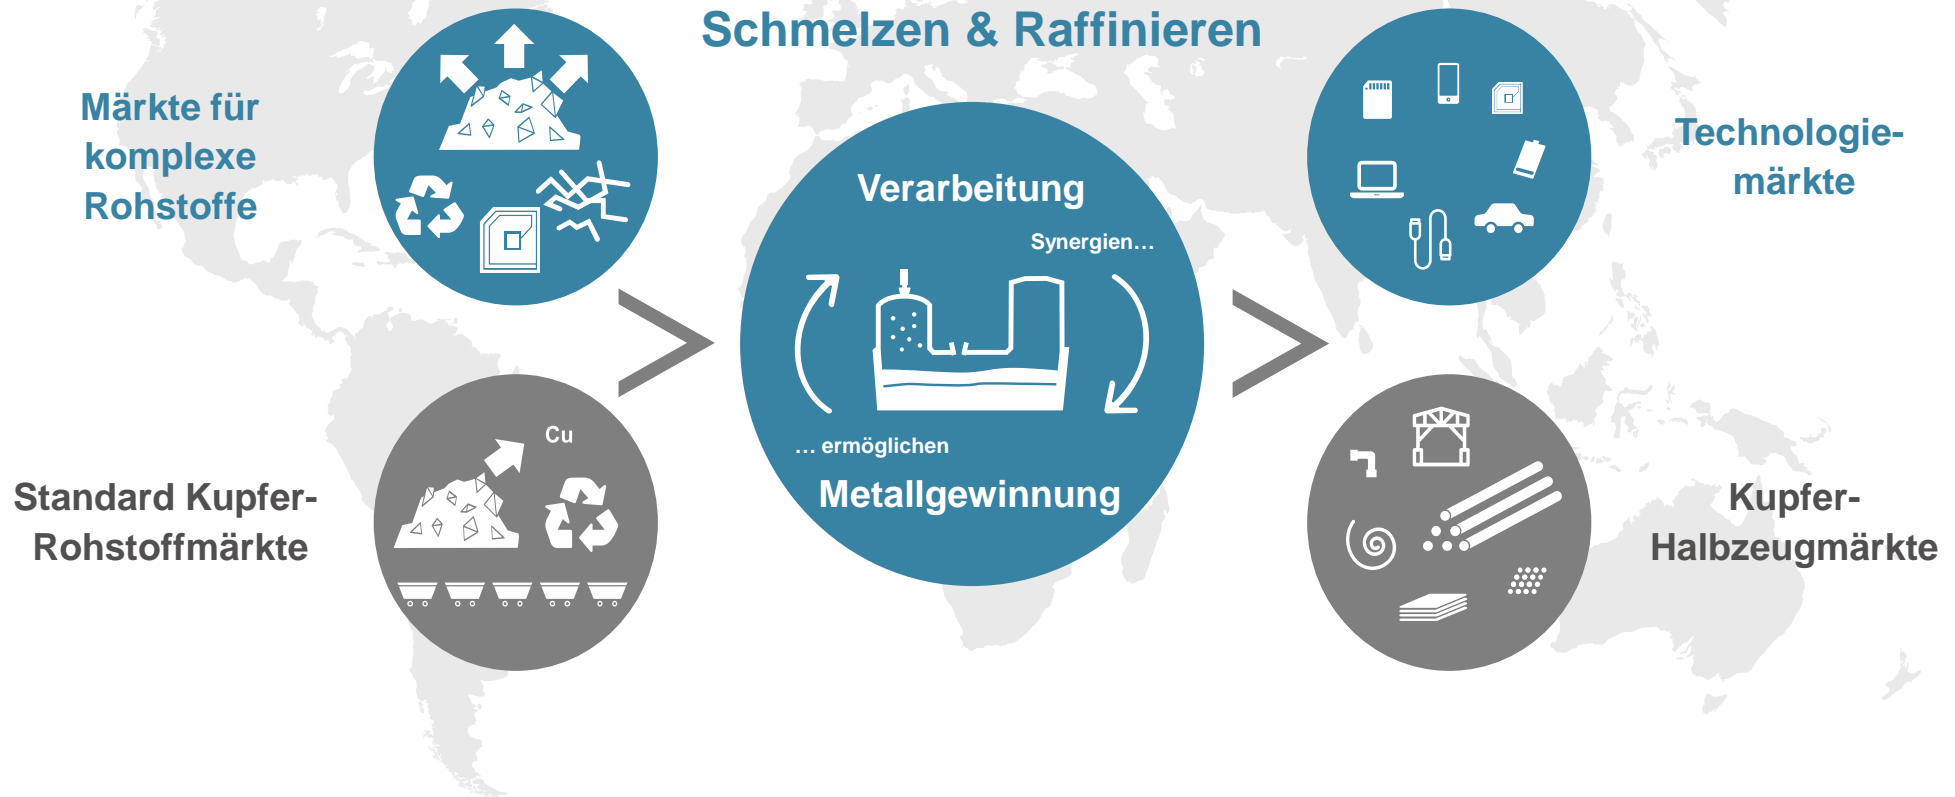 Schmelzen & Raffinieren
Märkte für
komplexe
Rohstoffe
Verarbeitung
Synergien…
… ermöglichen
Metallgewinnung
Technologie-
märkte
Standard Kupfer-
Rohstoffmärkte
Cu
Kupfer-
Halbzeugmärkte